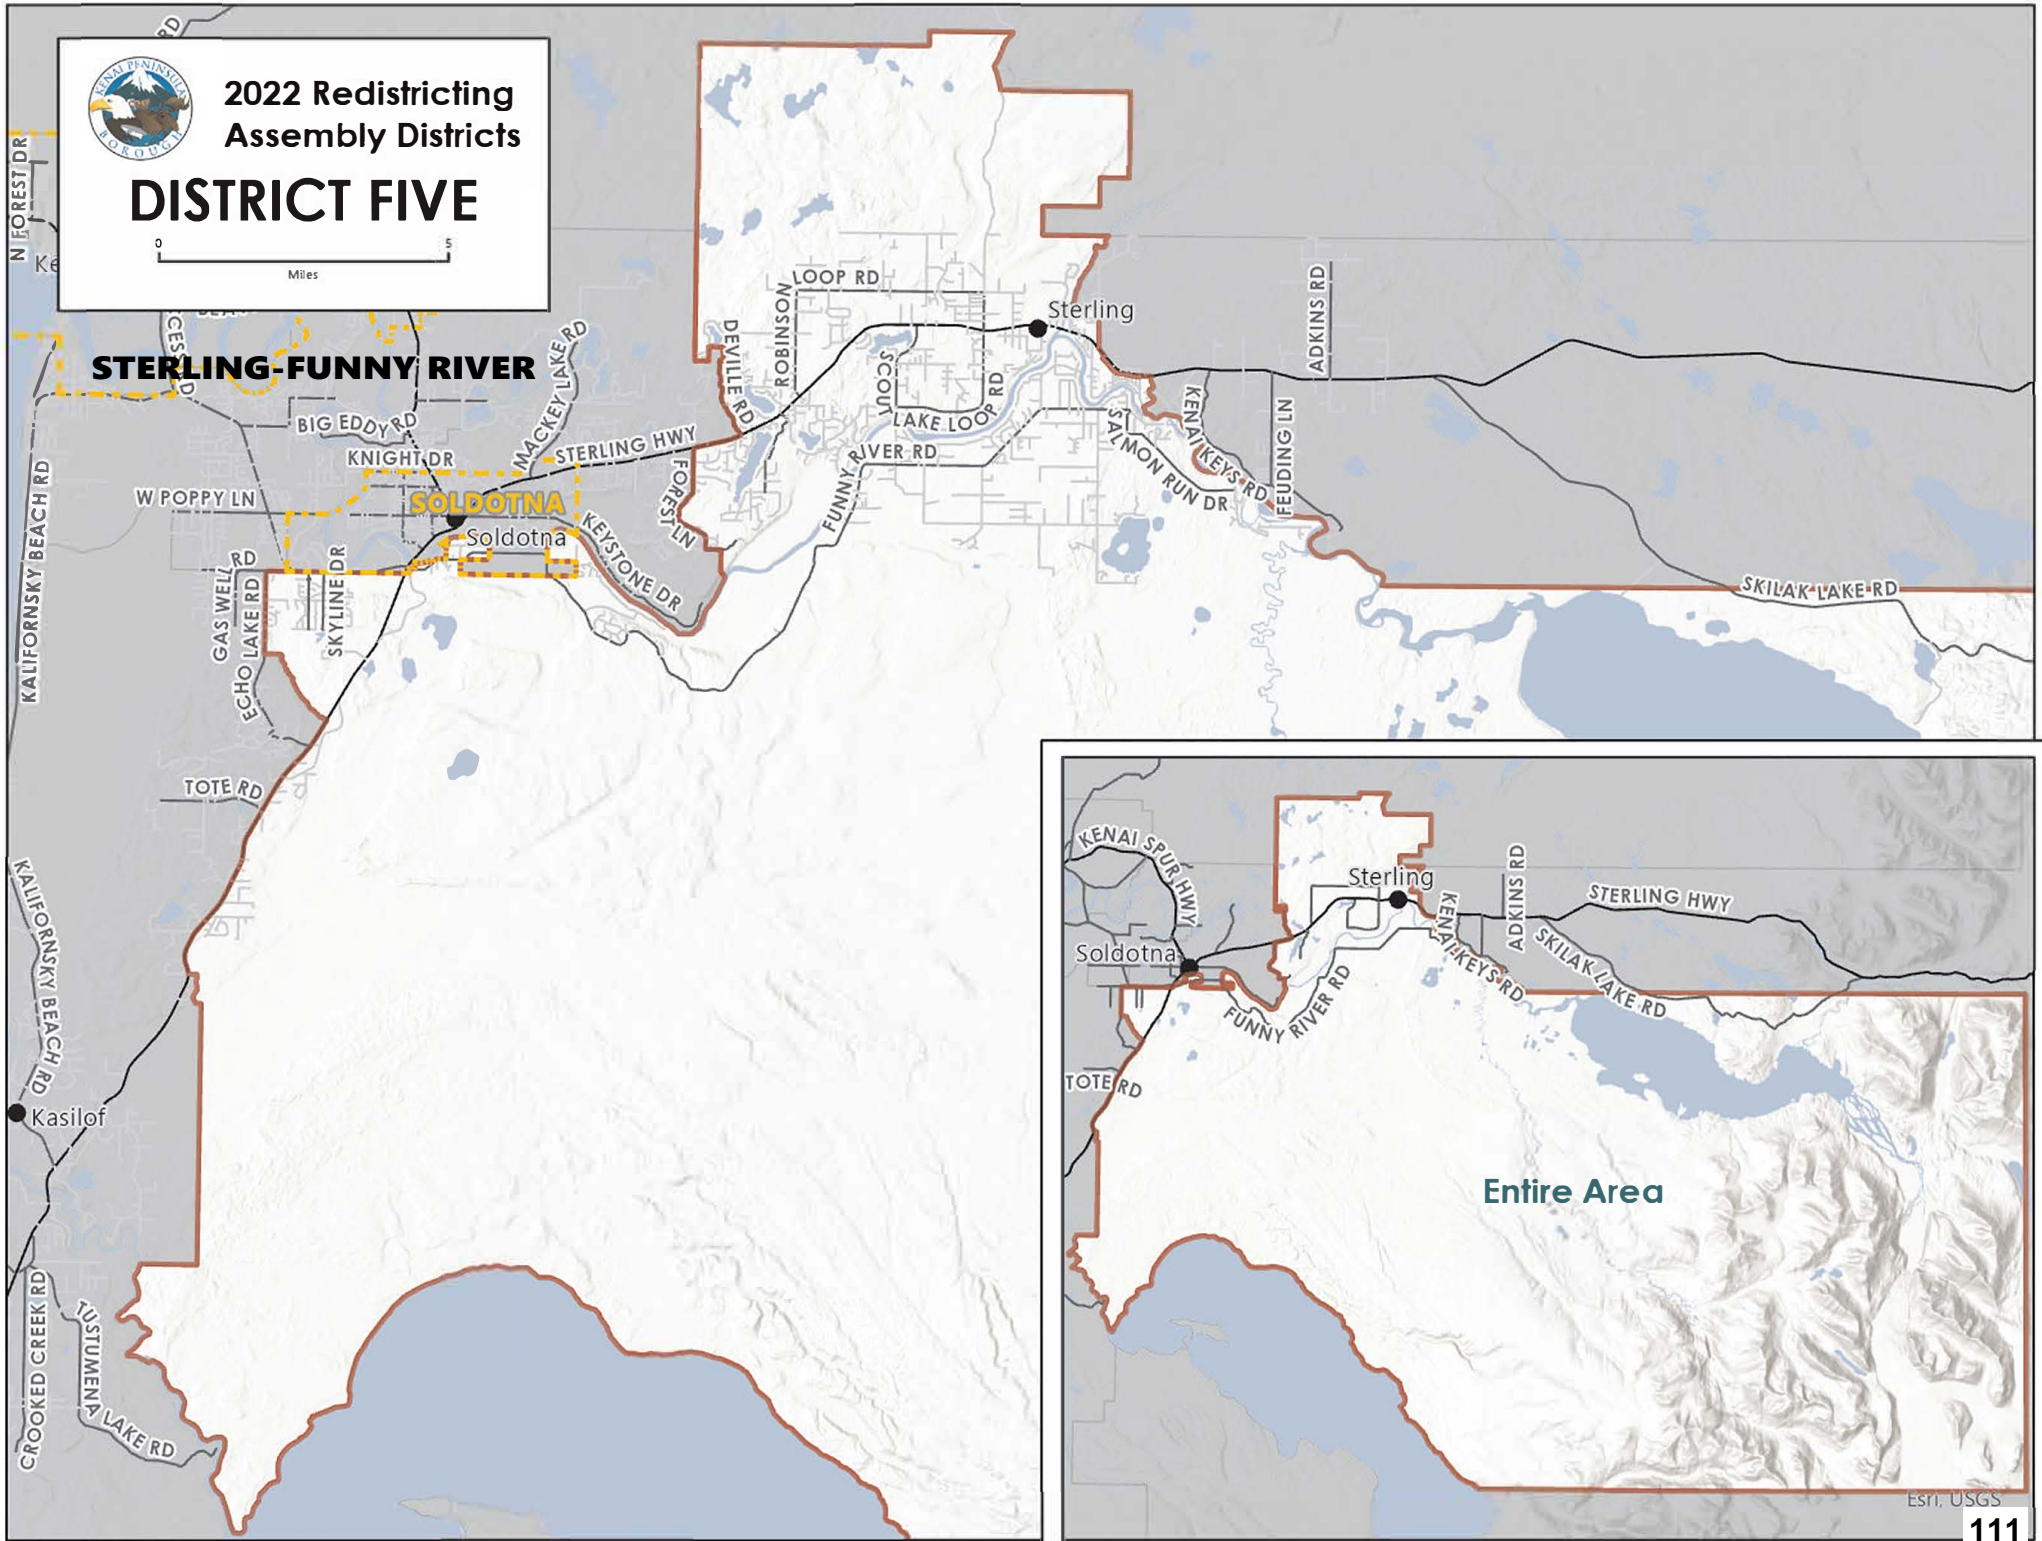 RD
KENAI PENINSULA
BOROUGH
2022 Redistricting
Assembly Districts
DISTRICT FIVE
0 5
Miles
N FOREST DR
Ke
STERLING-FUNNY RIVER
BIG EDDY RD
KNIGHT DR
MACKEY LAKE RD
STERLING HWY
W POPPY LN
SOLDOTNA
Soldotna
KEYSTONE DR
FOREST LN
DEVILLE RD
ROBINSON
LOOP RD
SCOUT
LAKE LOOP RD
Sterling
FUNNY RIVER RD
SALMON RUN DR
KENAI KEYS RD
FEUDING LN
ADKINS RD
SKILAK LAKE RD
KALIFORNSKY BEACH RD
GAS WELL RD
ECHO LAKE RD
SKYLINE DR
TOTE RD
KALIFORNSKY BEACH RD
Kasilof
CROOKED CREEK RD
TUSTUMENA LAKE RD
KENAI SPUR HWY
Sterling
Soldotna
KENAI KEYS RD
ADKINS RD
STERLING HWY
SKILAK LAKE RD
FUNNY RIVER RD
TOTE RD
Entire Area
Esri, USGS
111